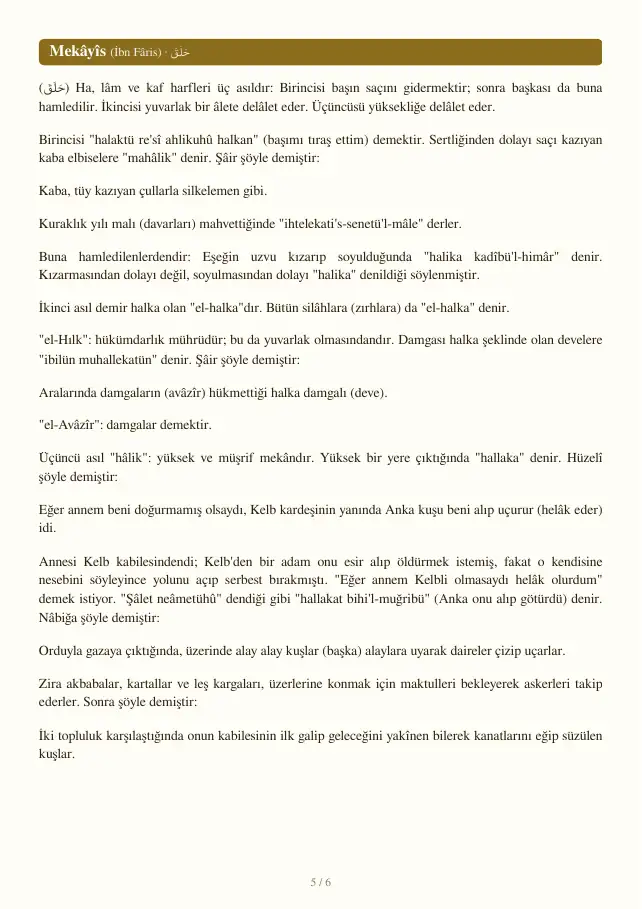 Mekâyîs (İbn Fâris) · حَلَقَ
(حَلَقَ) Ha, lâm ve kaf harfleri üç asıldır: Birincisi başın saçını gidermektir; sonra başkası da buna
hamledilir. İkincisi yuvarlak bir âlete delâlet eder. Üçüncüsü yüksekliğe delâlet eder.
Birincisi "halaktü re'sî ahlikuhû halkan" (başımı tıraş ettim) demektir. Sertliğinden dolayı saçı kazıyan
kaba elbiselere "mahâlik" denir. Şâir şöyle demiştir:
Kaba, tüy kazıyan çullarla silkelemen gibi.
Kuraklık yılı malı (davarları) mahvettiğinde "ihtelekati's-senetü'l-mâle" derler.
Buna hamledilenlerdendir: Eşeğin uzvu kızarıp soyulduğunda "halika kadîbü'l-himâr" denir.
Kızarmasından dolayı değil, soyulmasından dolayı "halika" denildiği söylenmiştir.
İkinci asıl demir halka olan "el-halka"dır. Bütün silâhlara (zırhlara) da "el-halka" denir.
"el-Hılk": hükümdarlık mührüdür; bu da yuvarlak olmasındandır. Damgası halka şeklinde olan develere
"ibilün muhallekatün" denir. Şâir şöyle demiştir:
Aralarında damgaların (avâzîr) hükmettiği halka damgalı (deve).
"el-Avâzîr": damgalar demektir.
Üçüncü asıl "hâlik": yüksek ve müşrif mekândır. Yüksek bir yere çıktığında "hallaka" denir. Hüzelî
şöyle demiştir:
Eğer annem beni doğurmamış olsaydı, Kelb kardeşinin yanında Anka kuşu beni alıp uçurur (helâk eder)
idi.
Annesi Kelb kabilesindendi; Kelb'den bir adam onu esir alıp öldürmek istemiş, fakat o kendisine
nesebini söyleyince yolunu açıp serbest bırakmıştı. "Eğer annem Kelbli olmasaydı helâk olurdum"
demek istiyor. "Şâlet neâmetühû" dendiği gibi "hallakat bihi'l-muğribü" (Anka onu alıp götürdü) denir.
Nâbiğa şöyle demiştir:
Orduyla gazaya çıktığında, üzerinde alay alay kuşlar (başka) alaylara uyarak daireler çizip uçarlar.
Zira akbabalar, kartallar ve leş kargaları, üzerlerine konmak için maktulleri bekleyerek askerleri takip
ederler. Sonra şöyle demiştir:
İki topluluk karşılaştığında onun kabilesinin ilk galip geleceğini yakînen bilerek kanatlarını eğip süzülen
kuşlar.
5 / 6